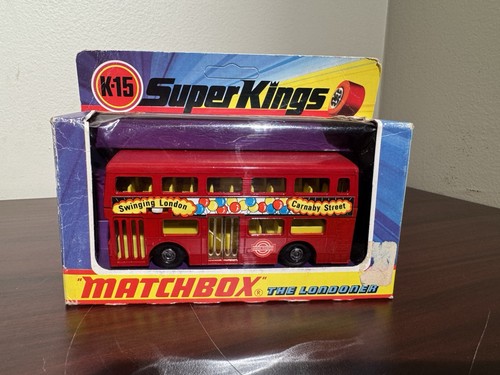 K-15 SuperKings
Swinging London Carnaby Street
"MATCHBOX"® THE LONDONER